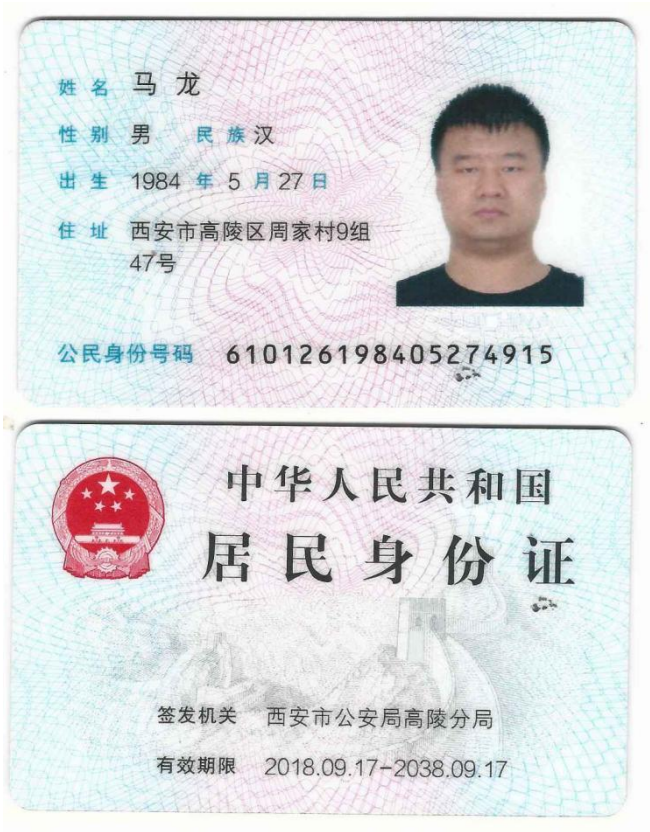 姓名 马龙
性别 男 民族 汉
出生 1984 年 5 月 27 日
住址 西安市高陵区周家村9组
47号
公民身份号码 610126198405274915
中华人民共和国
居民身份证
签发机关 西安市公安局高陵分局
有效期限 2018.09.17-2038.09.17